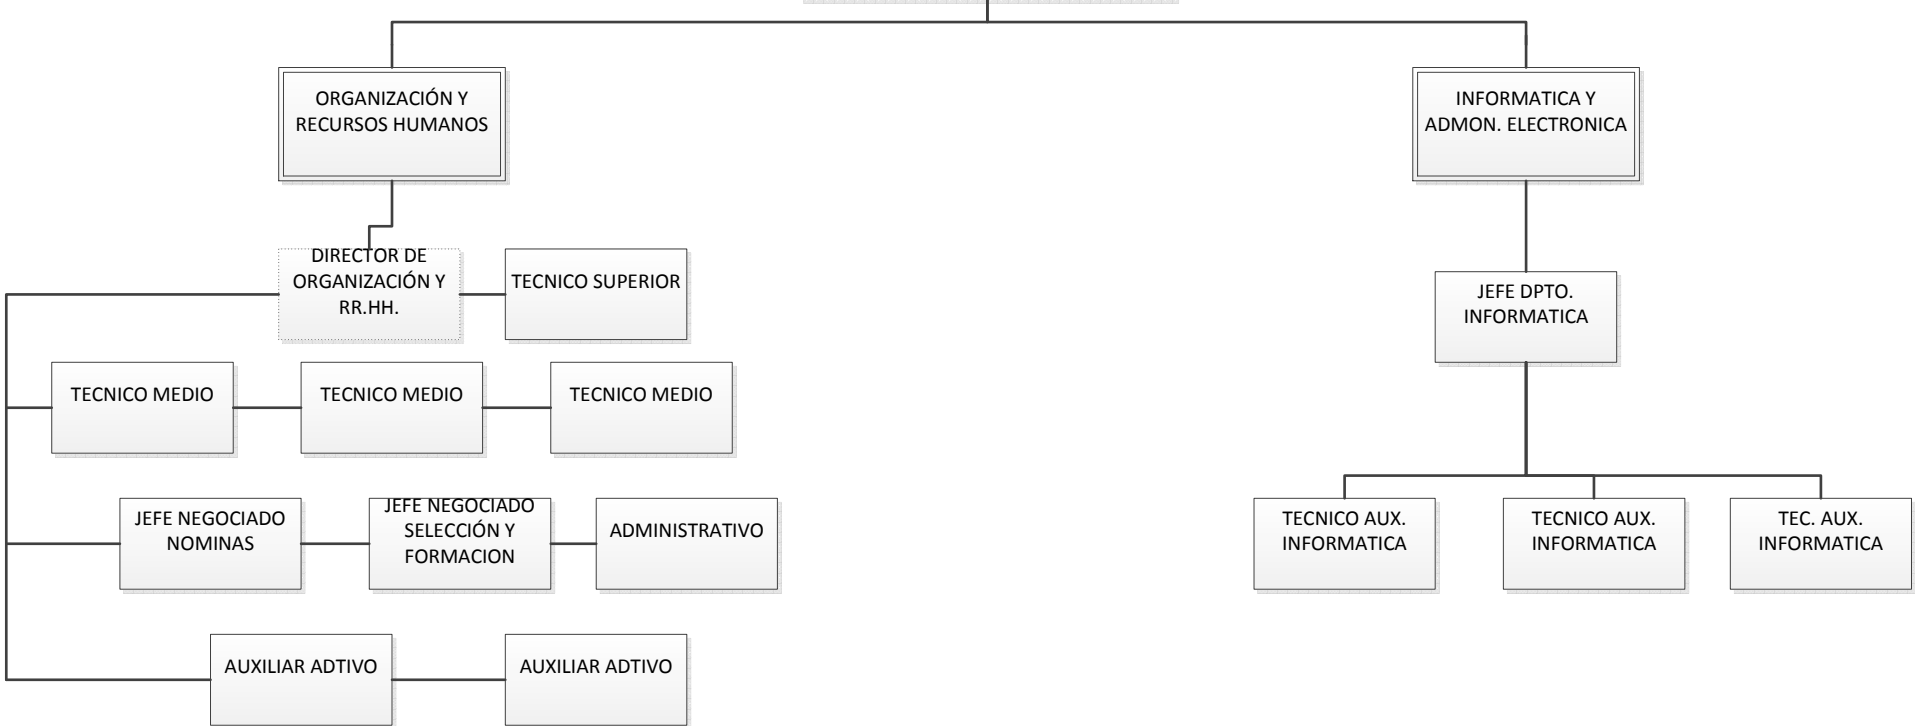 ORGANIZACIÓN Y
RECURSOS HUMANOS
INFORMATICA Y
ADMON. ELECTRONICA
DIRECTOR DE
ORGANIZACIÓN Y
RR.HH.
TECNICO SUPERIOR
JEFE DPTO.
INFORMATICA
TECNICO MEDIO
TECNICO MEDIO
TECNICO MEDIO
JEFE NEGOCIADO
NOMINAS
JEFE NEGOCIADO
SELECCIÓN Y
FORMACION
ADMINISTRATIVO
TECNICO AUX.
INFORMATICA
TECNICO AUX.
INFORMATICA
TEC. AUX.
INFORMATICA
AUXILIAR ADTIVO
AUXILIAR ADTIVO